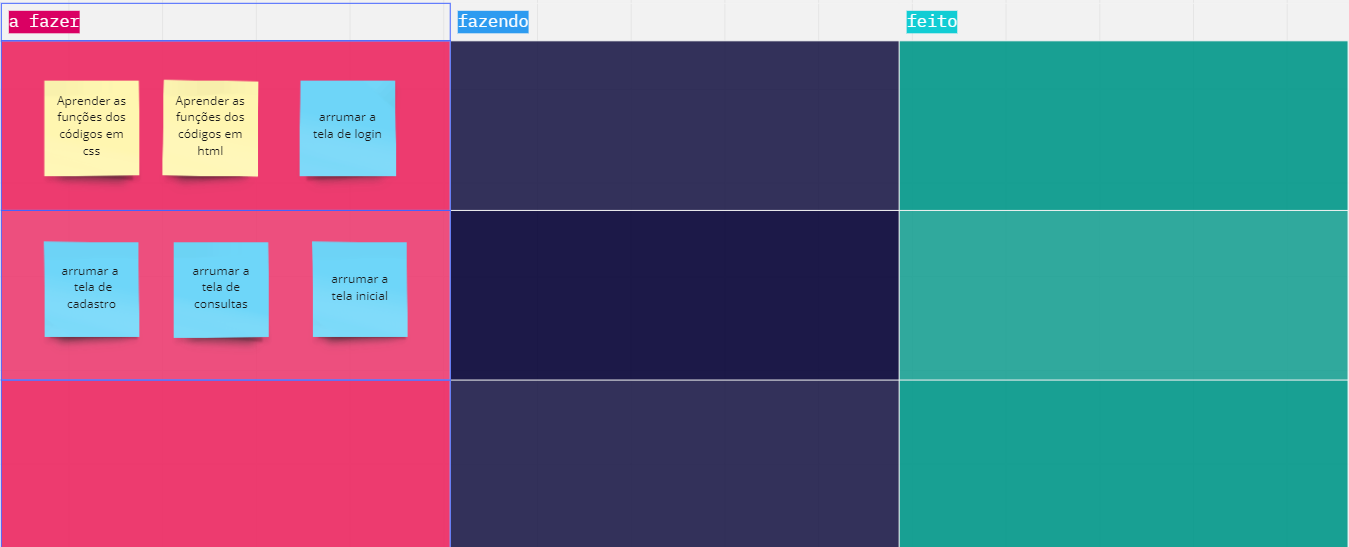 a fazer
fazendo
feito
Aprender as
funções dos
códigos em
css
Aprender as
funções dos
códigos em
html
arrumar a
tela de login
arrumar a
tela de
cadastro
arrumar a
tela de
consultas
arrumar a
tela inicial